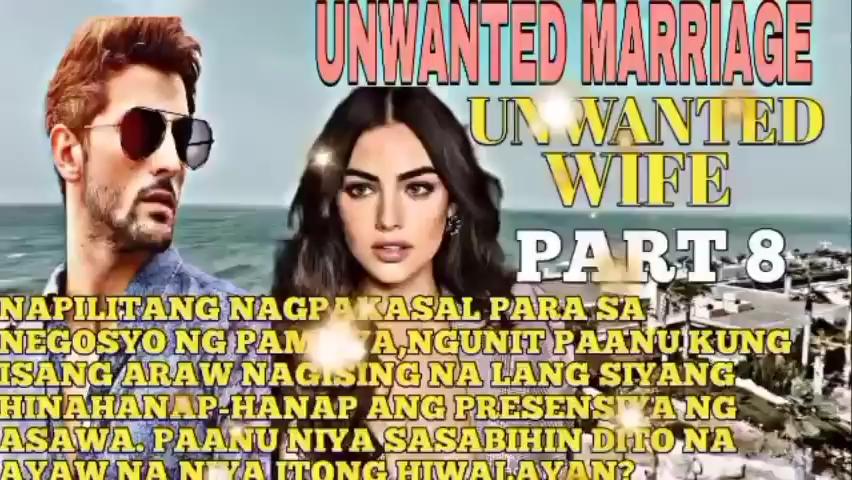 UNWANTED MARRIAGE
UNWANTED
WIFE
PART 8
NAPILITANG NAGPAKASAL PARA SA
NEGOSYO NG PAMILYA,NGUNIT PAANU KUNG
ISANG ARAW NAGISING NA LANG SIYANG
HINAHANAP-HANAP ANG PRESENSIYA NG
ASAWA. PAANU NIYA SASABIHIN DITO NA
AYAW NA NIYA ITONG HIWALAYAN?